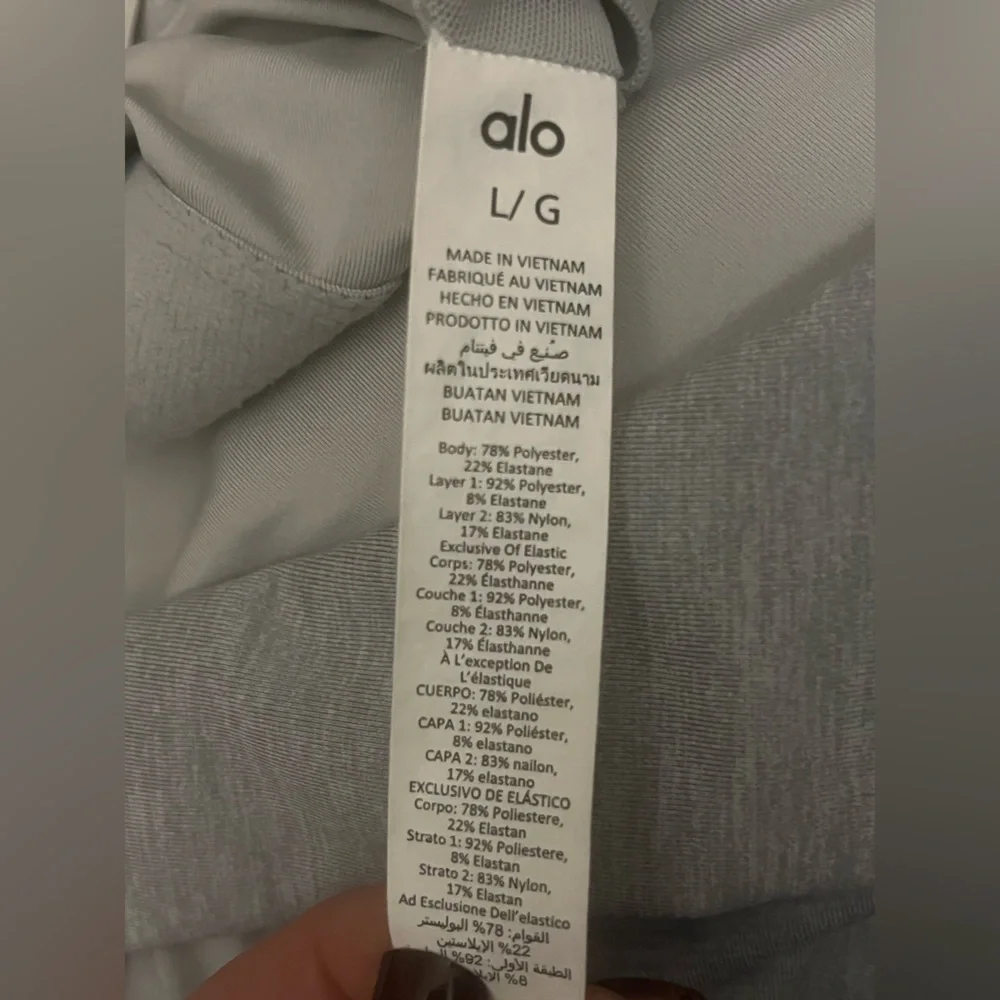 alo
L/ G
MADE IN VIETNAM
FABRIQUÉ AU VIETNAM
HECHO EN VIETNAM
PRODOTTO IN VIETNAM
صُنع في فيتنام
ผลิตในประเทศเวียดนาม
BUATAN VIETNAM
BUATAN VIETNAM
Body: 78% Polyester,
22% Elastane
Layer 1: 92% Polyester,
8% Elastane
Layer 2: 83% Nylon,
17% Elastane
Exclusive Of Elastic
Corps: 78% Polyester,
22% Élasthanne
Couche 1: 92% Polyester,
8% Élasthanne
Couche 2: 83% Nylon,
17% Élasthanne
À L’exception De
L’élastique
CUERPO: 78% Poliéster,
22% elastano
CAPA 1: 92% Poliéster,
8% elastano
CAPA 2: 83% nailon,
17% elastano
EXCLUSIVO DE ELÁSTICO
Corpo: 78% Poliestere,
22% Elastan
Strato 1: 92% Poliestere,
8% Elastan
Strato 2: 83% Nylon,
17% Elastan
Ad Esclusione Dell’elastico
القوام: 78% البوليستر
22% الإيلاستين
الطبقة الأولى: 92%
8%